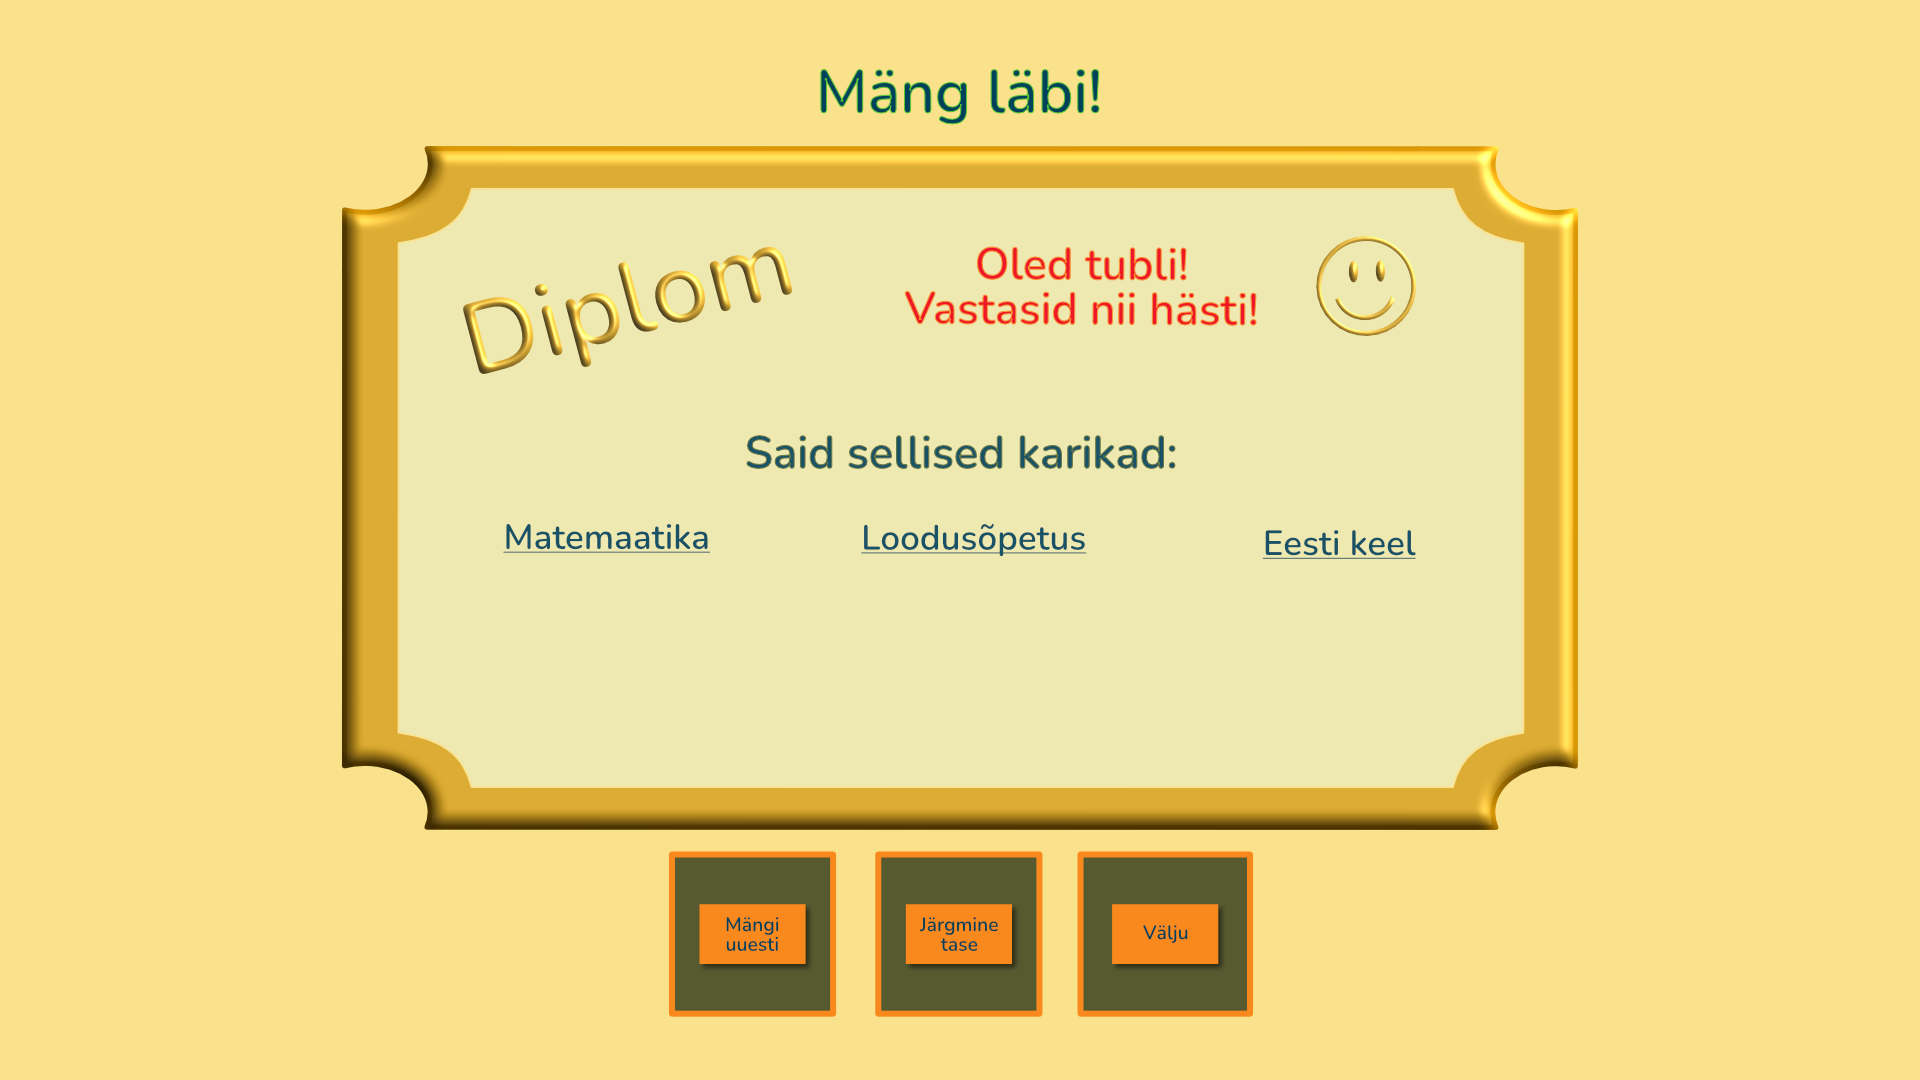 Mäng läbi!
Diplom
Oled tubli!
Vastasid nii hästi!
Said sellised karikad:
Matemaatika
Loodusõpetus
Eesti keel
Mängi
uuesti
Järgmine
tase
Välju